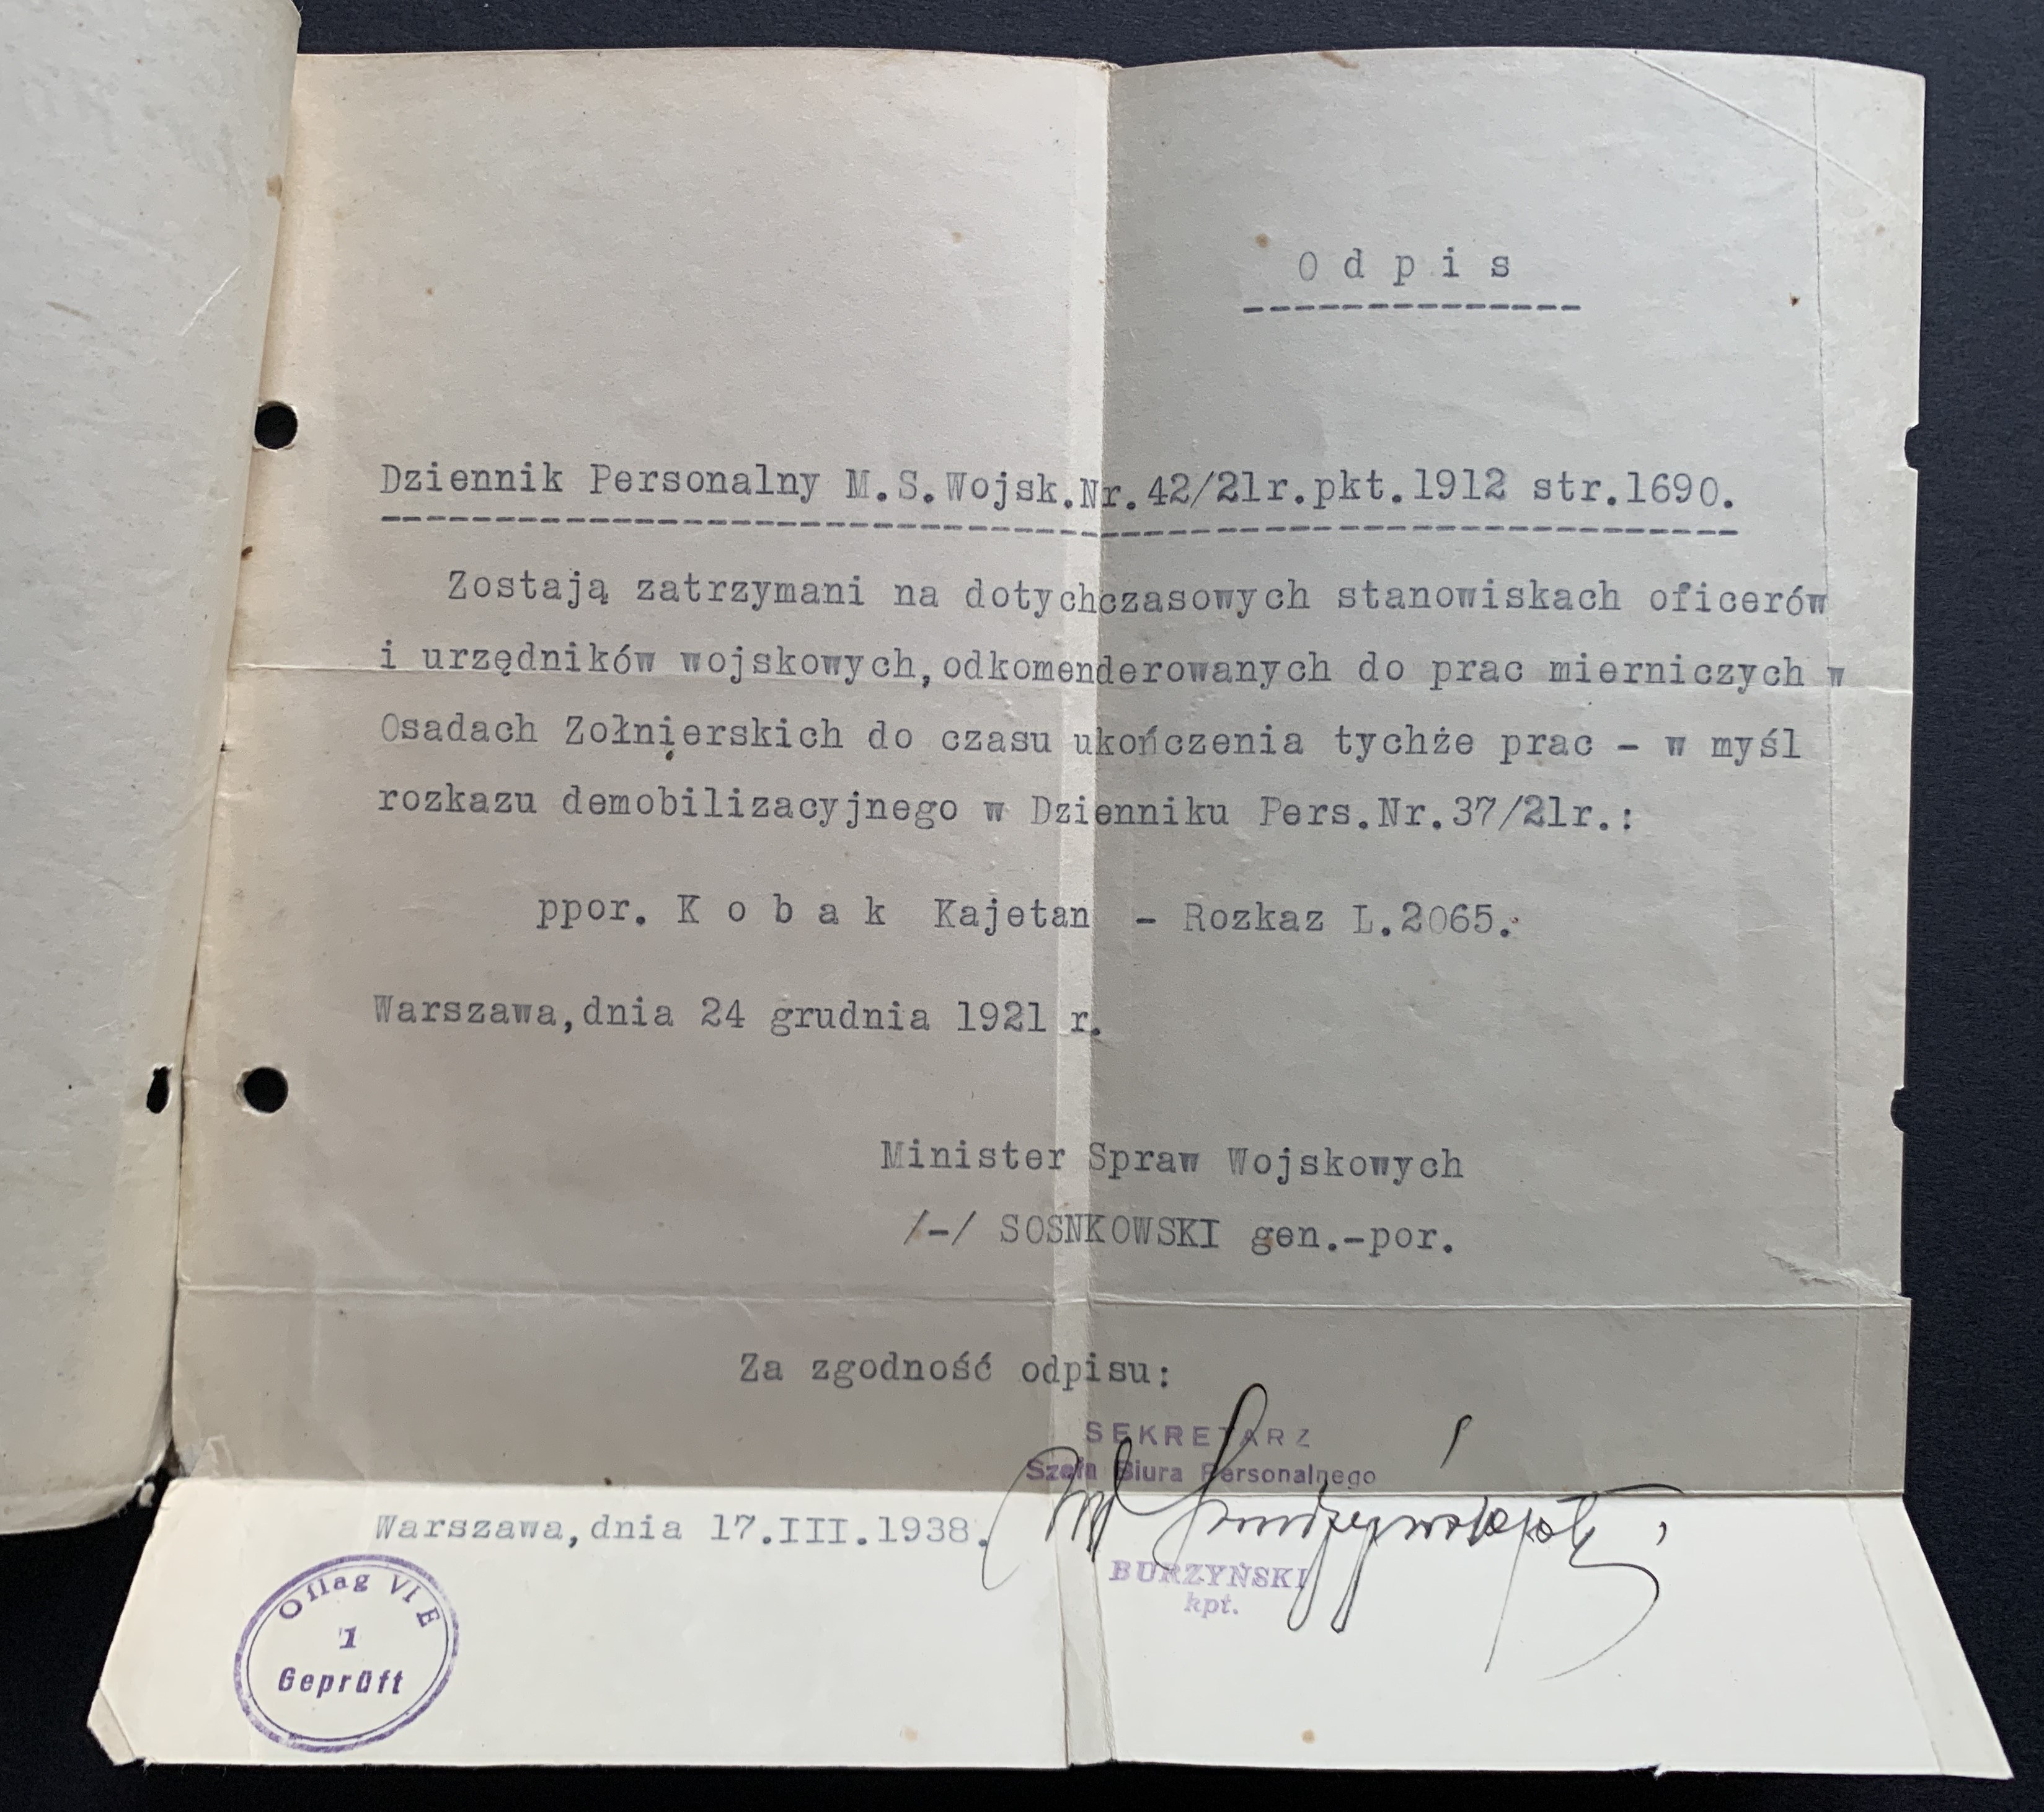 Odpis
Dziennik Personalny M.S.Wojsk.Nr.42/21r.pkt.1912 str.1690.
Zostają zatrzymani na dotychczasowych stanowiskach oficerów
i urzędników wojskowych,odkomenderowanych do prac mierniczych w
Osadach Zołnierskich do czasu ukończenia tychże prac - w myśl
rozkazu demobilizacyjnego w Dzienniku Pers.Nr.37/21r.:
ppor. K o b a k Kajetan - Rozkaz L.2065.
Warszawa,dnia 24 grudnia 1921 r.
Minister Spraw Wojskowych
/-/ SOSNKOWSKI gen.-por.
Za zgodność odpisu:
SEKRETARZ
Szefa Biura Personalnego
Warszawa,dnia 17.III.1938.
BURZYŃSKI
kpt.
Oflag VI E
1
Geprüft